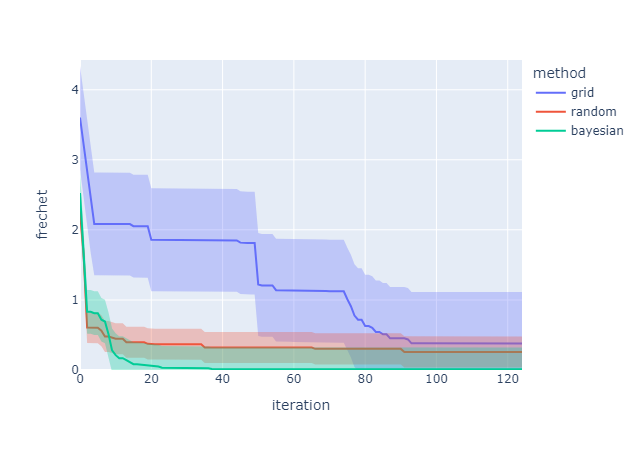 method
grid
random
bayesian
4
3
2
1
0
frechet
0 20 40 60 80 100 120
iteration